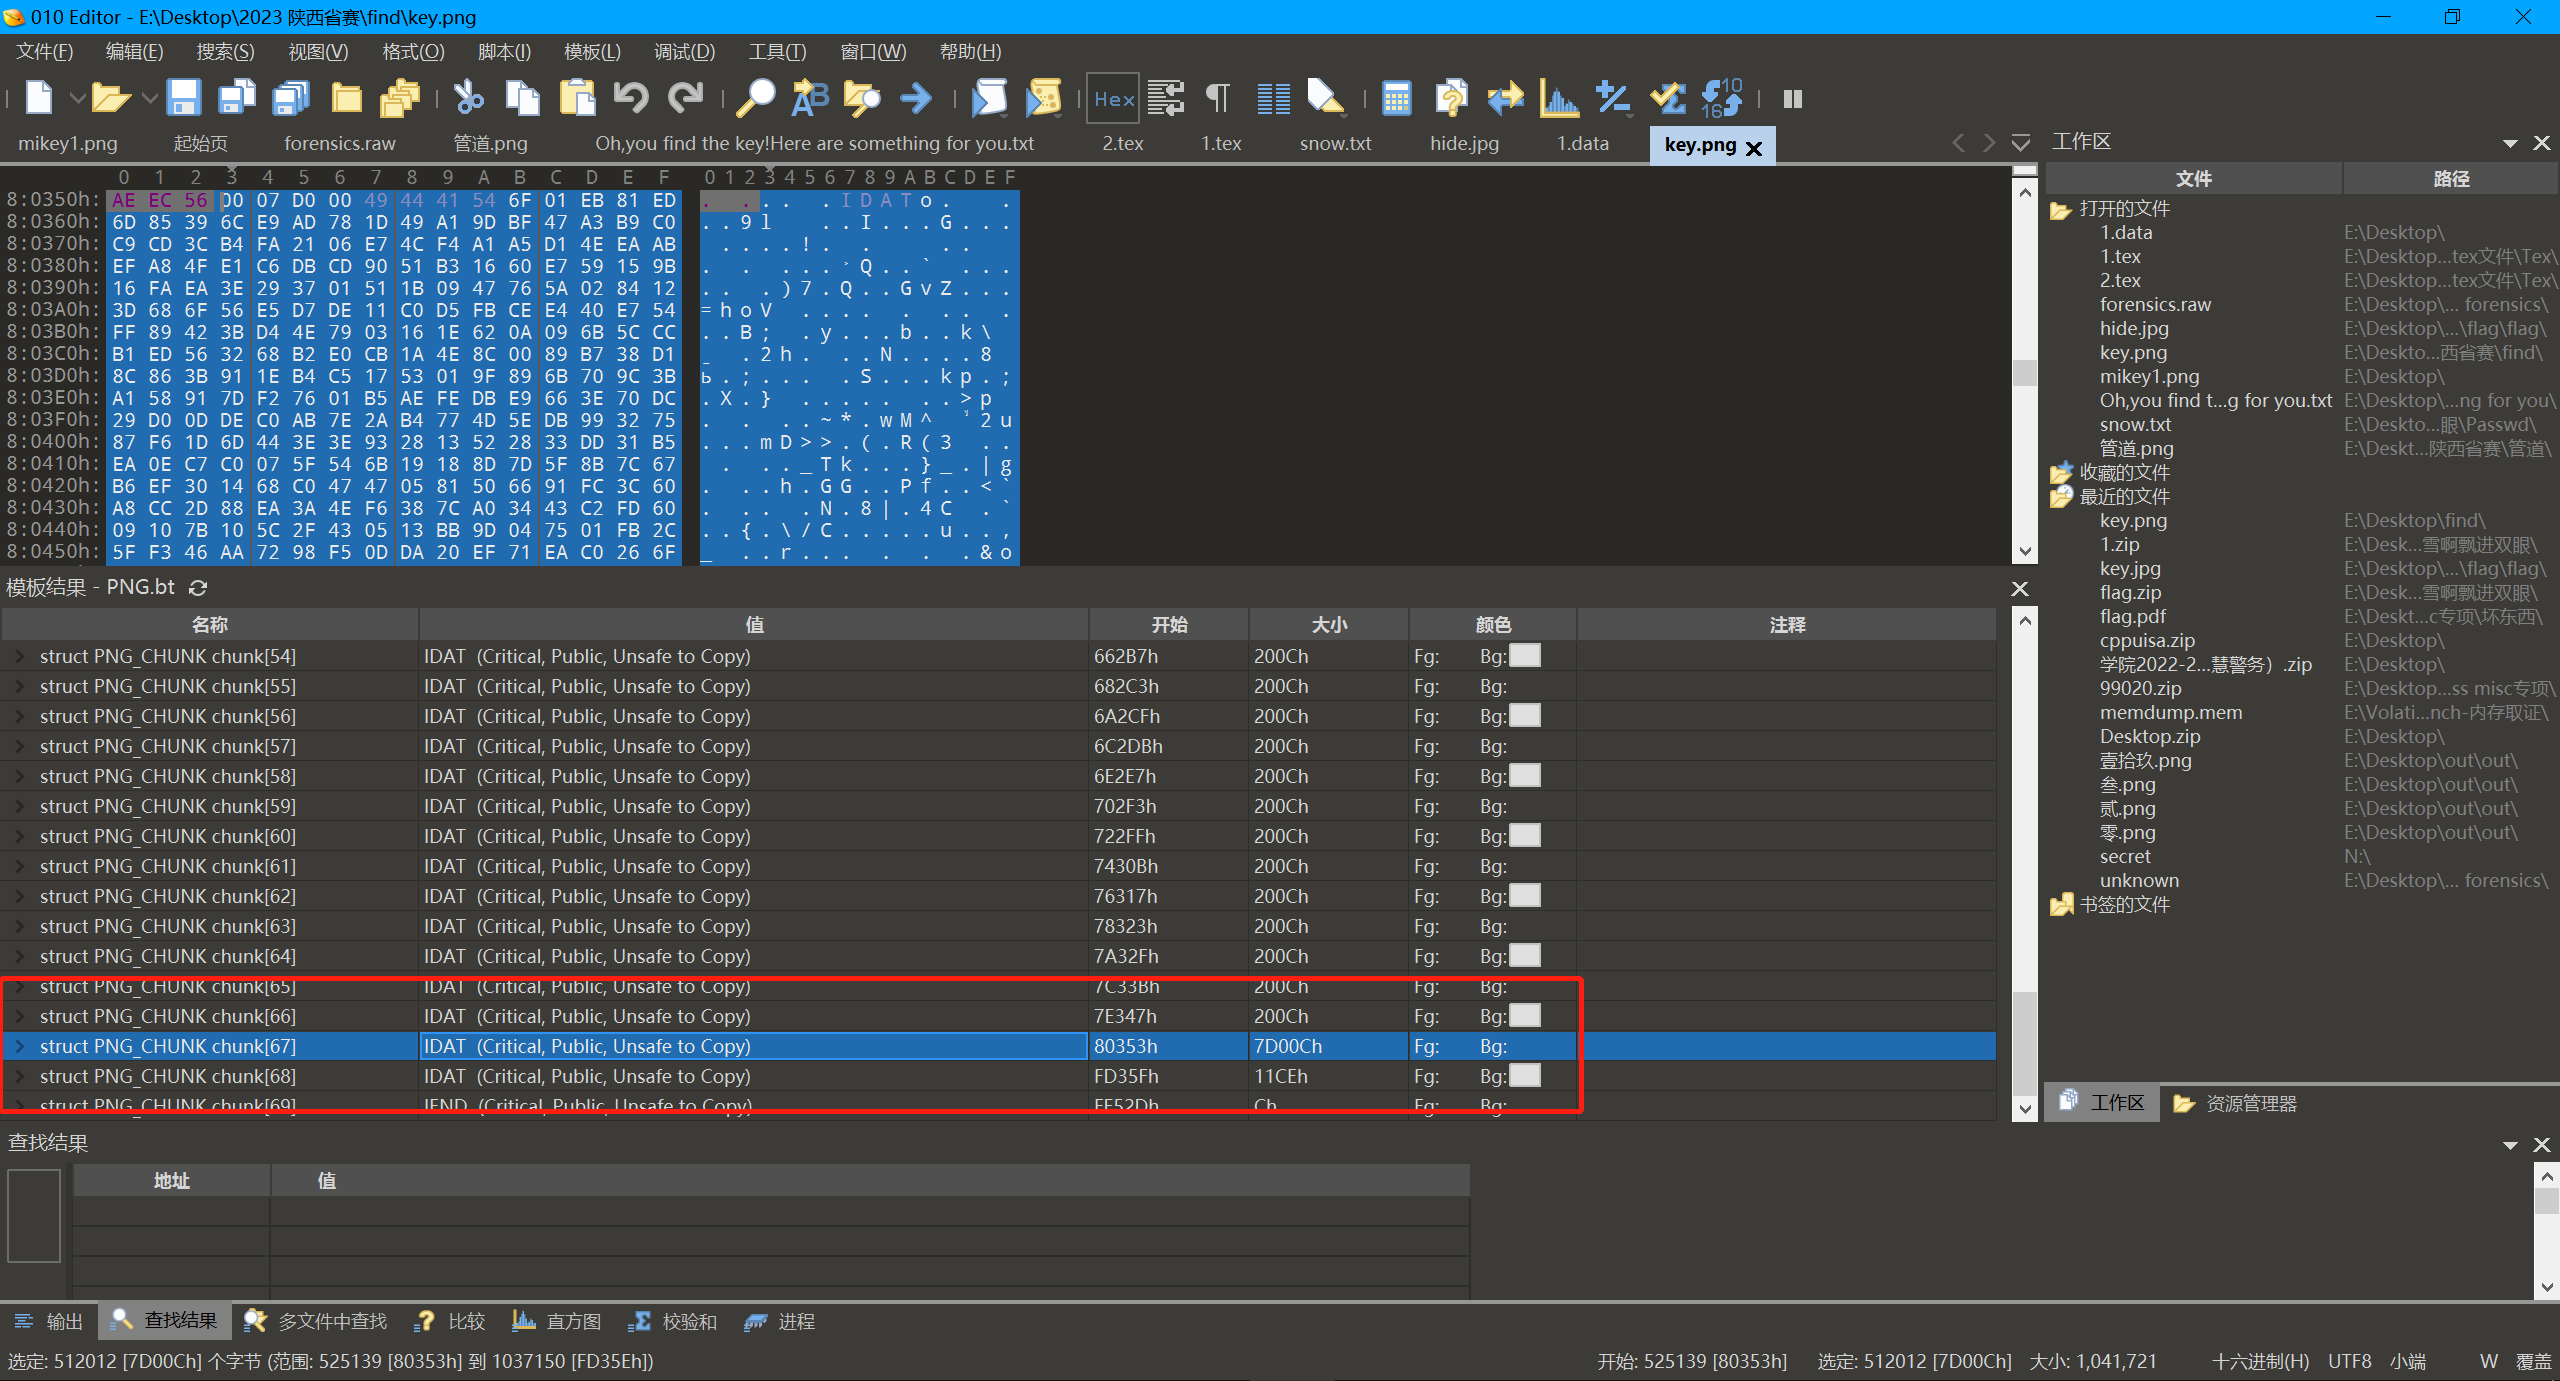 010 Editor - E:\Desktop\2023 陕西省赛\find\key.png
文件(F) 编辑(E) 搜索(S) 视图(V) 格式(O) 脚本(I) 模板(L) 调试(D) 工具(T) 窗口(W) 帮助(H)
Hex
mikey1.png 起始页 forensics.raw 管道.png Oh,you find the key!Here are something for you.txt 2.tex 1.tex snow.txt hide.jpg 1.data key.png
0 1 2 3 4 5 6 7 8 9 A B C D E F 0 1 2 3 4 5 6 7 8 9 A B C D E F
8:0350h: AE EC 56 00 07 D0 00 49 44 41 54 6F 01 EB 81 ED . . . . . I D A T o . . .
8:0360h: 6D 85 39 6C E9 AD 78 1D 49 A1 9D BF 47 A3 B9 C0 . . 9 l . . I . . . G . . .
8:0370h: C9 CD 3C B4 FA 21 06 E7 4C F4 A1 A5 D1 4E EA AB
8:0380h: EF A8 4F E1 C6 DB CD 90 51 B3 16 60 E7 59 15 9B
8:0390h: 16 FA EA 3E 29 37 01 51 1B 09 47 76 5A 02 84 12
8:03A0h: 3D 68 6F 56 E5 D7 DE 11 C0 D5 FB CE E4 40 E7 54
8:03B0h: FF 89 42 3B D4 4E 79 03 16 1E 62 0A 09 6B 5C CC
8:03C0h: B1 ED 56 32 68 B2 E0 CB 1A 4E 8C 00 89 B7 38 D1
8:03D0h: 8C 86 3B 91 1E B4 C5 17 53 01 9F 89 6B 70 9C 3B
8:03E0h: A1 58 91 7D F2 76 01 B5 AE FE DB E9 66 3E 70 DC
8:03F0h: 29 D0 0D DE C0 AB 7E 2A B4 77 4D 5E DB 99 32 75
8:0400h: 87 F6 1D 6D 44 3E 3E 93 28 13 52 28 33 DD 31 B5
8:0410h: EA 0E C7 C0 07 5F 54 6B 19 18 8D 7D 5F 8B 7C 67
8:0420h: B6 EF 30 14 68 C0 47 47 05 81 50 66 91 FC 3C 60
8:0430h: A8 CC 2D 88 EA 3A 4E F6 38 7C A0 34 43 C2 FD 60
8:0440h: 09 10 7B 10 5C 2F 43 05 13 BB 9D 04 75 01 FB 2C
8:0450h: 5F F3 46 AA 72 98 F5 0D DA 20 EF 71 EA C0 26 6F
模板结果 - PNG.bt
名称 值 开始 大小 颜色 注释
struct PNG_CHUNK chunk[54] IDAT (Critical, Public, Unsafe to Copy) 662B7h 200Ch Fg: Bg:
struct PNG_CHUNK chunk[55] IDAT (Critical, Public, Unsafe to Copy) 682C3h 200Ch Fg: Bg:
struct PNG_CHUNK chunk[56] IDAT (Critical, Public, Unsafe to Copy) 6A2CFh 200Ch Fg: Bg:
struct PNG_CHUNK chunk[57] IDAT (Critical, Public, Unsafe to Copy) 6C2DBh 200Ch Fg: Bg:
struct PNG_CHUNK chunk[58] IDAT (Critical, Public, Unsafe to Copy) 6E2E7h 200Ch Fg: Bg:
struct PNG_CHUNK chunk[59] IDAT (Critical, Public, Unsafe to Copy) 702F3h 200Ch Fg: Bg:
struct PNG_CHUNK chunk[60] IDAT (Critical, Public, Unsafe to Copy) 722FFh 200Ch Fg: Bg:
struct PNG_CHUNK chunk[61] IDAT (Critical, Public, Unsafe to Copy) 7430Bh 200Ch Fg: Bg:
struct PNG_CHUNK chunk[62] IDAT (Critical, Public, Unsafe to Copy) 76317h 200Ch Fg: Bg:
struct PNG_CHUNK chunk[63] IDAT (Critical, Public, Unsafe to Copy) 78323h 200Ch Fg: Bg:
struct PNG_CHUNK chunk[64] IDAT (Critical, Public, Unsafe to Copy) 7A32Fh 200Ch Fg: Bg:
struct PNG_CHUNK chunk[65] IDAT (Critical, Public, Unsafe to Copy) 7C33Bh 200Ch Fg: Bg:
struct PNG_CHUNK chunk[66] IDAT (Critical, Public, Unsafe to Copy) 7E347h 200Ch Fg: Bg:
struct PNG_CHUNK chunk[67] IDAT (Critical, Public, Unsafe to Copy) 80353h 7D00Ch Fg: Bg:
struct PNG_CHUNK chunk[68] IDAT (Critical, Public, Unsafe to Copy) FD35Fh 11CEh Fg: Bg:
struct PNG_CHUNK chunk[69] IEND (Critical, Public, Unsafe to Copy) FE52Dh Ch Fg: Bg:
查找结果
地址 值
输出 查找结果 多文件中查找 比较 直方图 校验和 进程
选定: 512012 [7D00Ch] 个字节 (范围: 525139 [80353h] 到 1037150 [FD35Eh])
开始: 525139 [80353h] 选定: 512012 [7D00Ch] 大小: 1,041,721 十六进制(H) UTF8 小端 W 覆盖
工作区
文件 路径
打开的文件
1.data E:\Desktop\
1.tex E:\Desktop...tex文件\Tex\
2.tex E:\Desktop...tex文件\Tex\
forensics.raw E:\Desktop\... forensics\
hide.jpg E:\Desktop\...\flag\flag\
key.png E:\Deskto...西省赛\find\
mikey1.png E:\Desktop\
Oh,you find t...g for you.txt E:\Desktop\...ng for you\
snow.txt E:\Deskto...眼\Passwd\
管道.png E:\Deskt...陕西省赛\管道\
收藏的文件
最近的文件
key.png E:\Desktop\find\
1.zip E:\Desk...雪啊飘进双眼\
key.jpg E:\Desktop\...\flag\flag\
flag.zip E:\Desk...雪啊飘进双眼\
flag.pdf E:\Deskt...c专项\坏东西\
cppuisa.zip E:\Desktop\
学院2022-2...慧警务）.zip E:\Desktop\
99020.zip E:\Desktop...ss misc专项\
memdump.mem E:\Volati...nch-内存取证\
Desktop.zip E:\Desktop\
壹拾玖.png E:\Desktop\out\out\
叁.png E:\Desktop\out\out\
贰.png E:\Desktop\out\out\
零.png E:\Desktop\out\out\
secret N:\
unknown E:\Desktop\... forensics\
书签的文件
工作区 资源管理器